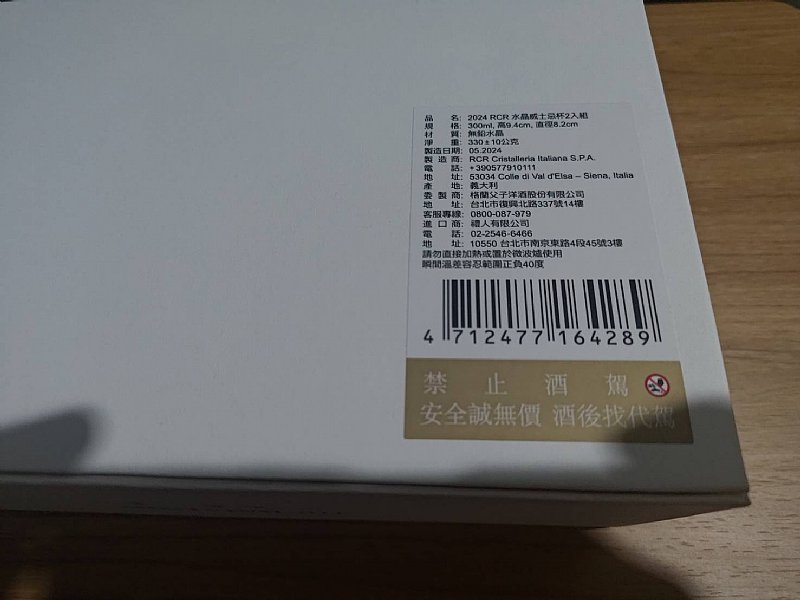 品 名: 2024 RCR 水晶威士忌杯2入組
規 格: 300ml, 高9.4cm, 直徑8.2cm
材 質: 無鉛水晶
淨 重: 330±10公克
製造日期: 05.2024
製 造 商: RCR Cristalleria Italiana S.P.A.
電 話: +390577910111
地 址: 53034 Colle di Val d'Elsa – Siena, Italia
產 地: 義大利
委 製 商: 格蘭父子洋酒股份有限公司
地 址: 台北市復興北路337號14樓
客服專線: 0800-087-979
進 口 商: 禮人有限公司
電 話: 02-2546-6466
地 址: 10550 台北市南京東路4段45號3樓
請勿直接加熱或置於微波爐使用
瞬間溫差容忍範圍正負40度
4 712477 164289
禁 止 酒 駕
安全誠無價 酒後找代駕